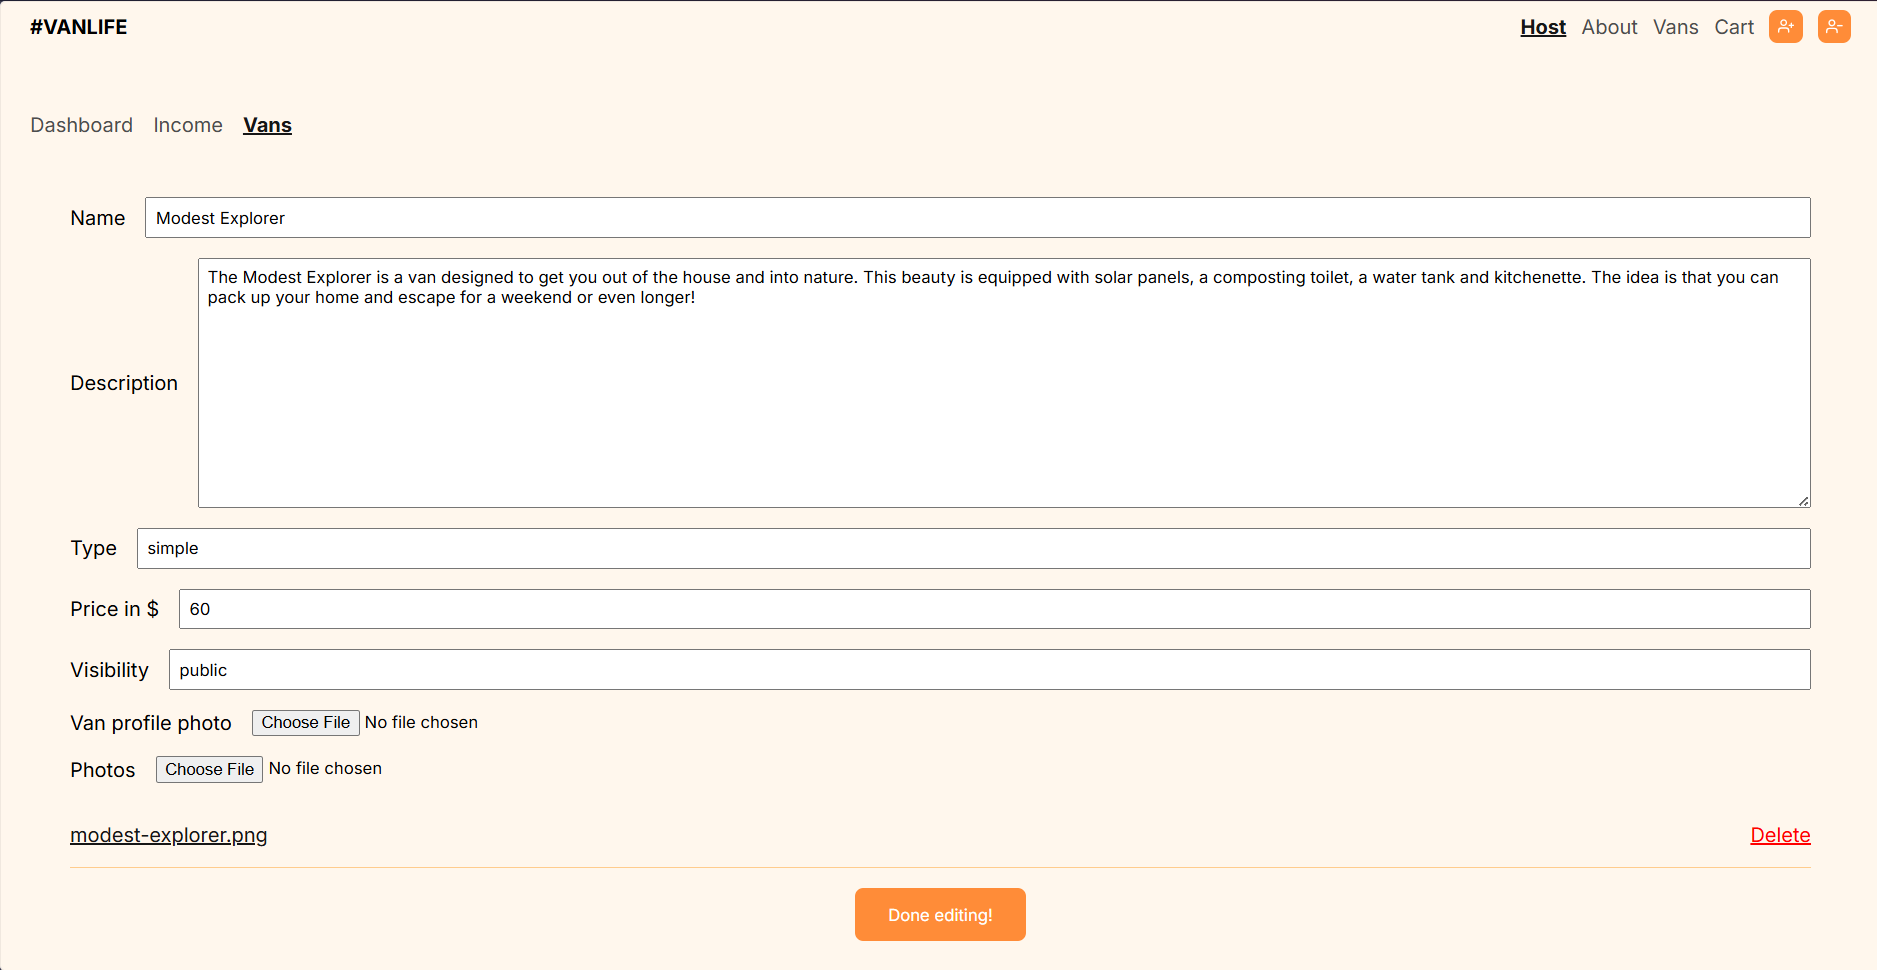 #VANLIFE
Host About Vans Cart
Dashboard Income Vans
Name Modest Explorer
The Modest Explorer is a van designed to get you out of the house and into nature. This beauty is equipped with solar panels, a composting toilet, a water tank and kitchenette. The idea is that you can
pack up your home and escape for a weekend or even longer!
Description
Type simple
Price in $ 60
Visibility public
Van profile photo Choose File No file chosen
Photos Choose File No file chosen
modest-explorer.png Delete
Done editing!